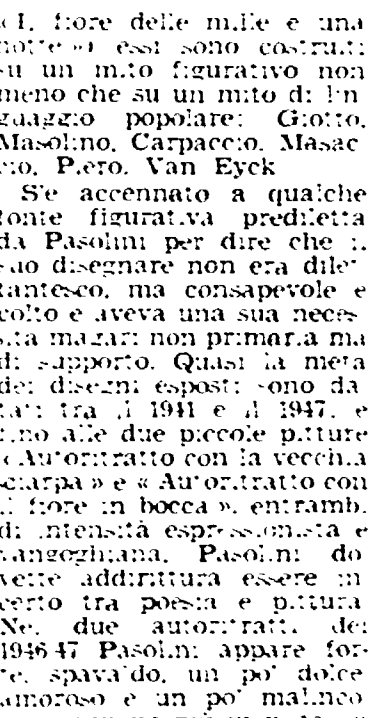 «Il fiore delle mille e una
notte») essi sono costruiti
su un mito figurativo non
meno che su un mito di lin
guaggio popolare: Giotto,
Masolino, Carpaccio, Masac
cio, Piero, Van Eyck
S'è accennato a qualche
fonte figurativa prediletta
da Pasolini per dire che il
suo disegnare non era dilet
tantesco, ma consapevole e
colto e aveva una sua neces
sità magari non primaria ma
di supporto. Quasi la metà
dei disegni esposti sono da
tati tra il 1941 e il 1947, e
fino alle due piccole pitture
«Autoritratto con la vecchia
sciarpa» e «Autoritratto con
il fiore in bocca», entrambi
di intensità espressionista e
vangoghiana, Pasolini do
vette addirittura essere in
certo tra poesia e pittura
Nei due autoritratti del
1946 47 Pasolini appare for
te, spavaldo, un po' dolce
amoroso e un po' malinco